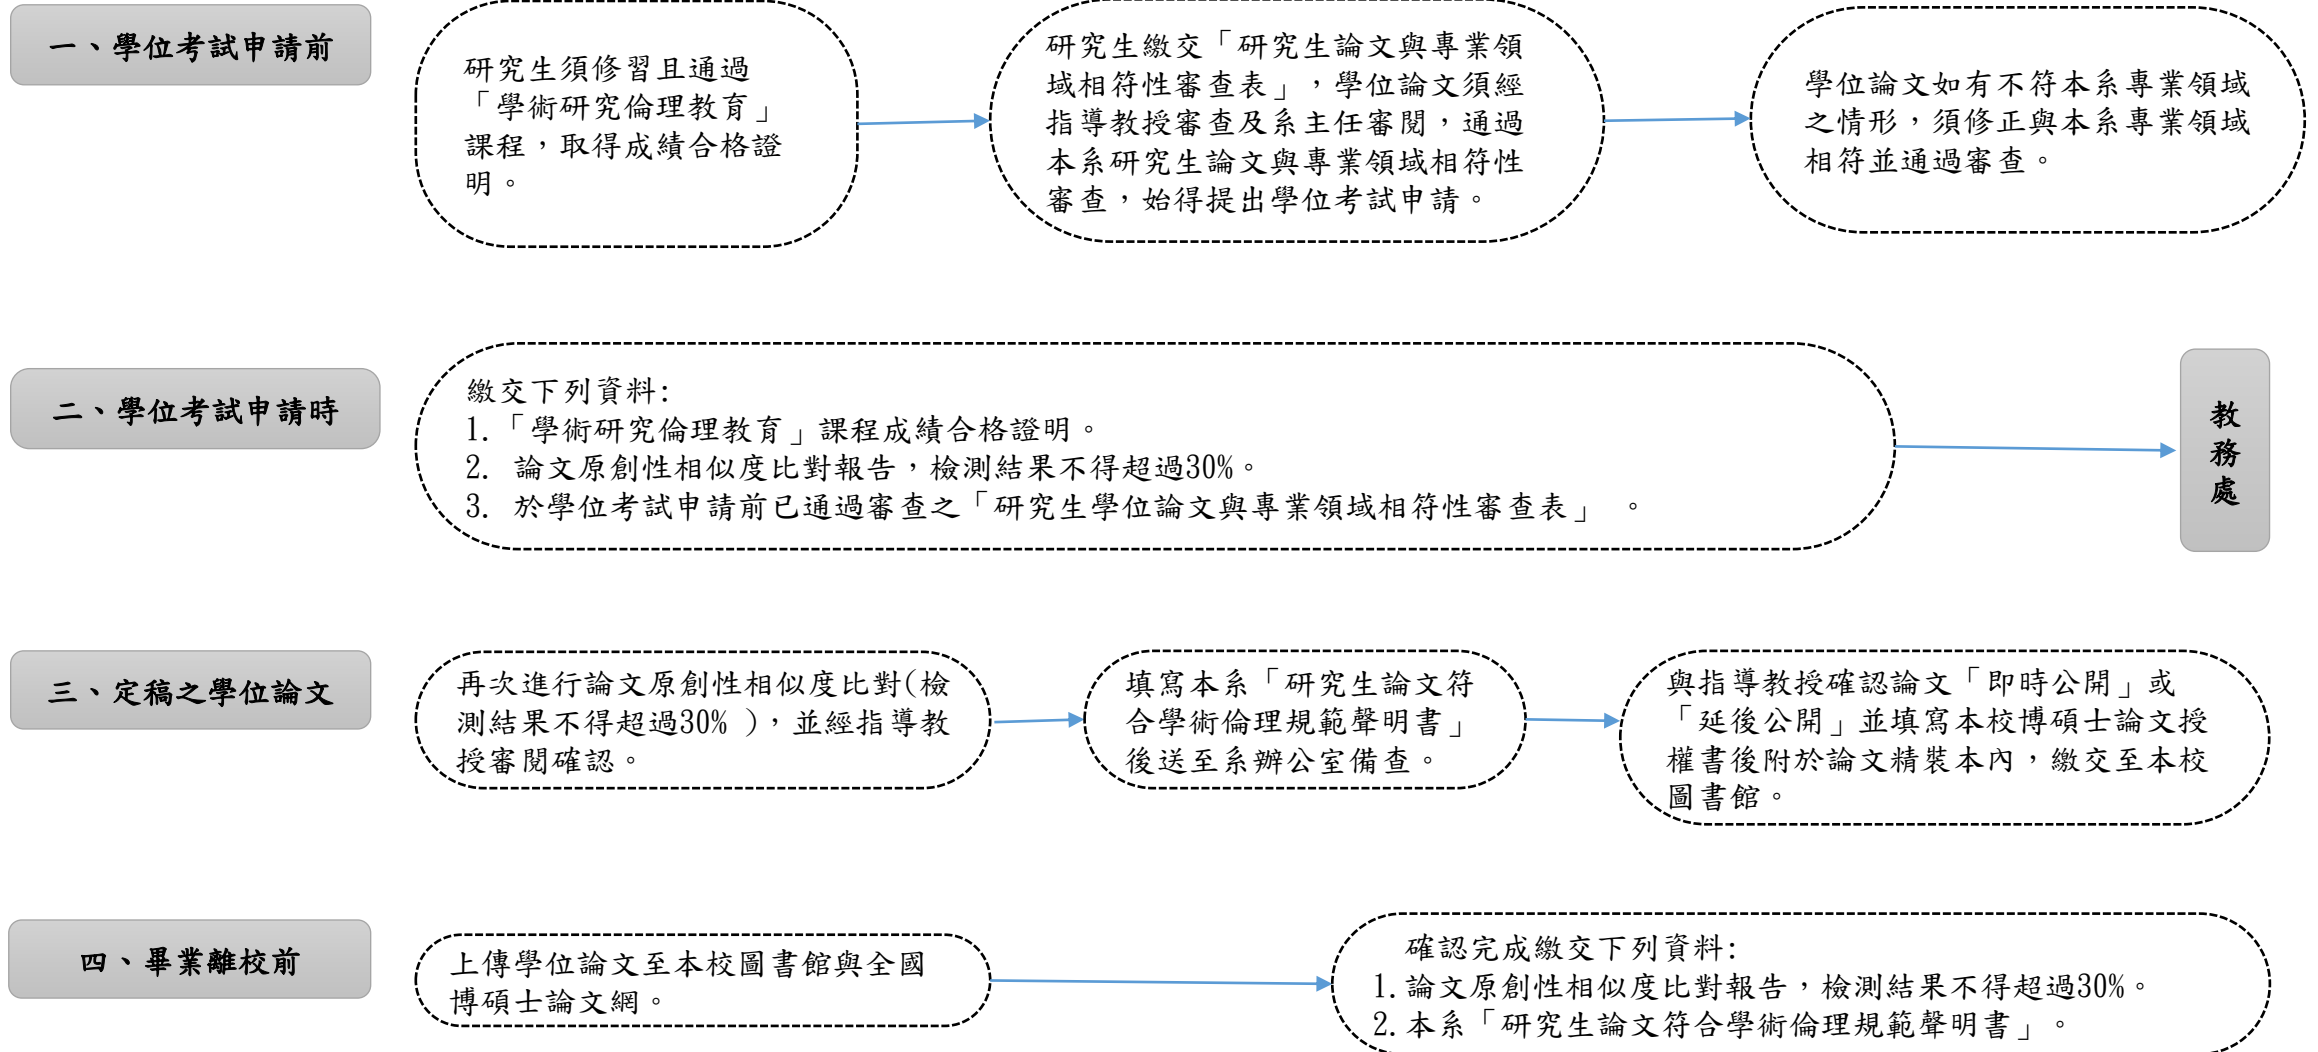 一、學位考試申請前
研究生須修習且通過
「學術研究倫理教育」
課程，取得成績合格證
明。
研究生繳交「研究生論文與專業領
域相符性審查表」，學位論文須經
指導教授審查及系主任審閱，通過
本系研究生論文與專業領域相符性
審查，始得提出學位考試申請。
學位論文如有不符本系專業領域
之情形，須修正與本系專業領域
相符並通過審查。
二、學位考試申請時
繳交下列資料:
1.「學術研究倫理教育」課程成績合格證明。
2. 論文原創性相似度比對報告，檢測結果不得超過30%。
3. 於學位考試申請前已通過審查之「研究生學位論文與專業領域相符性審查表」 。
教務處
三、定稿之學位論文
再次進行論文原創性相似度比對(檢
測結果不得超過30% )，並經指導教
授審閱確認。
填寫本系「研究生論文符
合學術倫理規範聲明書」
後送至系辦公室備查。
與指導教授確認論文「即時公開」或
「延後公開」並填寫本校博碩士論文授
權書後附於論文精裝本內，繳交至本校
圖書館。
四、畢業離校前
上傳學位論文至本校圖書館與全國
博碩士論文網。
確認完成繳交下列資料:
1.論文原創性相似度比對報告，檢測結果不得超過30%。
2.本系「研究生論文符合學術倫理規範聲明書」。